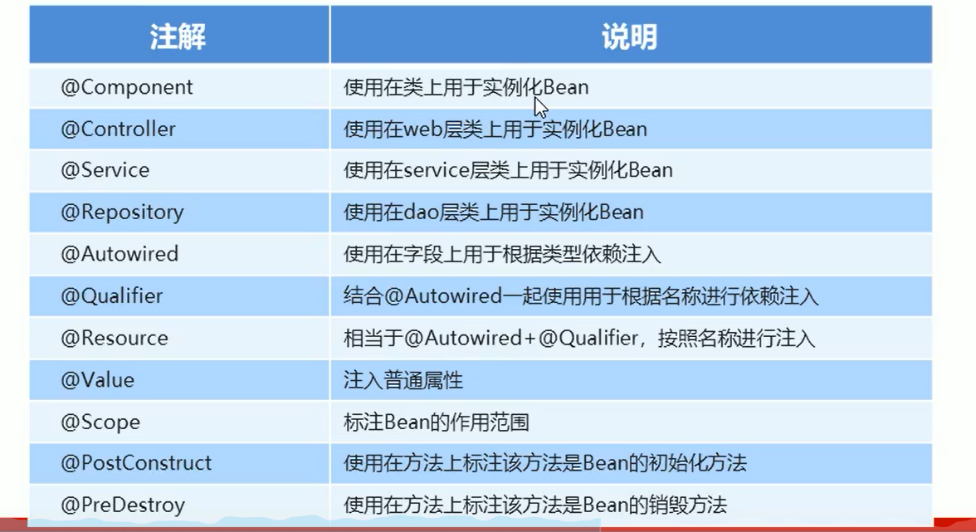 注解 说明
@Component 使用在类上用于实例化Bean
@Controller 使用在web层类上用于实例化Bean
@Service 使用在service层类上用于实例化Bean
@Repository 使用在dao层类上用于实例化Bean
@Autowired 使用在字段上用于根据类型依赖注入
@Qualifier 结合@Autowired一起使用用于根据名称进行依赖注入
@Resource 相当于@Autowired+@Qualifier，按照名称进行注入
@Value 注入普通属性
@Scope 标注Bean的作用范围
@PostConstruct 使用在方法上标注该方法是Bean的初始化方法
@PreDestroy 使用在方法上标注该方法是Bean的销毁方法